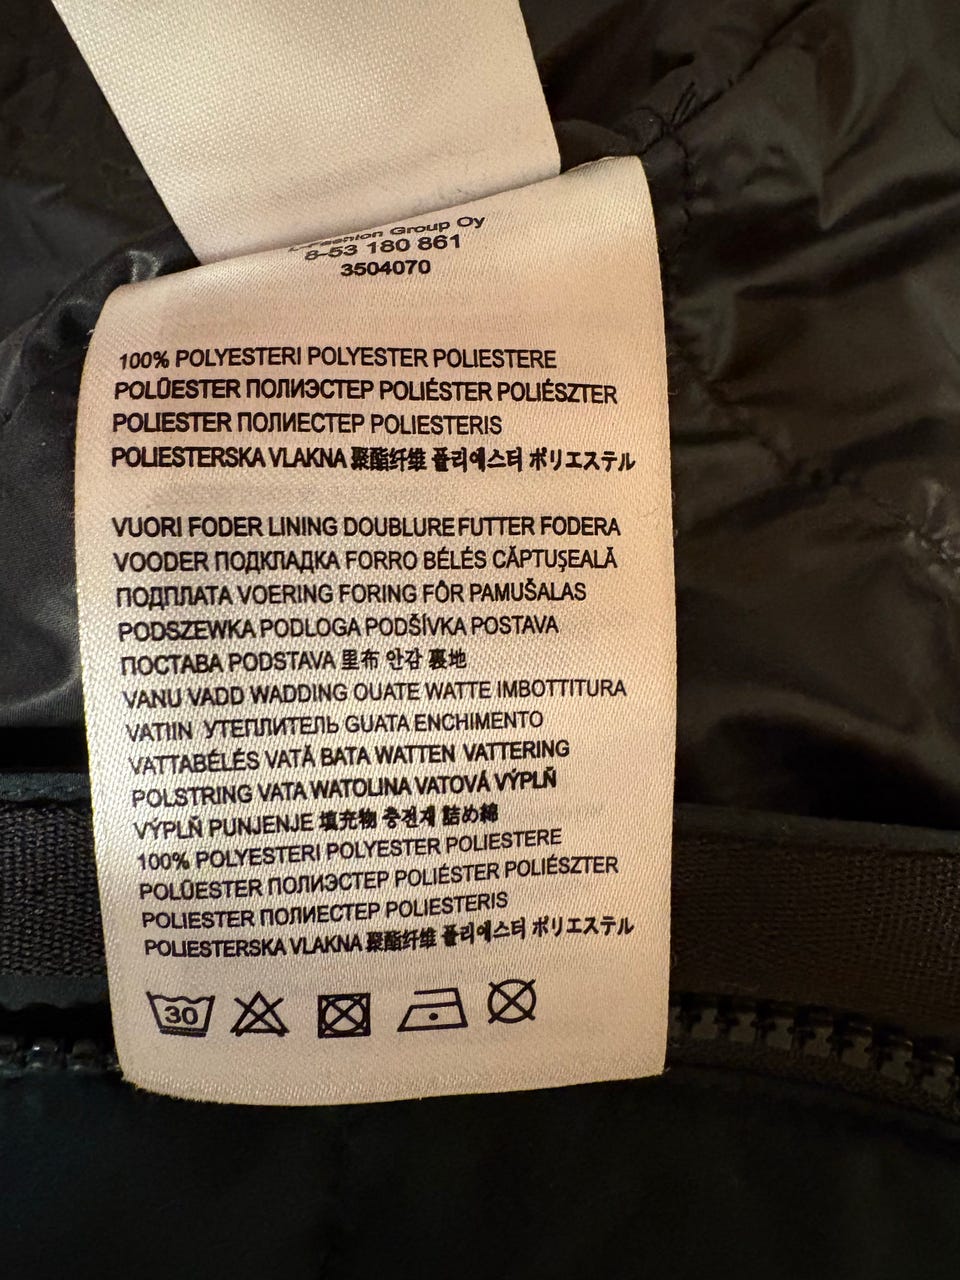 L-Fashion Group Oy
8-53 180 861
3504070
100% POLYESTERI POLYESTER POLIESTERE
POLÜESTER ПОЛИЭСТЕР POLIÉSTER POLIÉSZTER
POLIESTER ПОЛИЕСТЕР POLIESTERIS
POLIESTERSKA VLAKNA 聚酯纤维 폴리에스터 ポリエステル
VUORI FODER LINING DOUBLURE FUTTER FODERA
VOODER ПОДКЛАДКА FORRO BÉLÉS CĂPTUŞEALĂ
ПОДПЛАТА VOERING FORING FÔR PAMUŠALAS
PODSZEWKA PODLOGA PODŠÍVKA POSTAVA
ПОСТАВА PODSTAVA 里布 안감 裏地
VANU VADD WADDING OUATE WATTE IMBOTTITURA
VATIIN УТЕПЛИТЕЛЬ GUATA ENCHIMENTO
VATTABÉLÉS VATĂ BATA WATTEN VATTERING
POLSTRING VATA WATOLINA VATOVÁ VÝPLŇ
VÝPLŇ PUNJENJE 填充物 충전재 詰め綿
100% POLYESTERI POLYESTER POLIESTERE
POLÜESTER ПОЛИЭСТЕР POLIÉSTER POLIÉSZTER
POLIESTER ПОЛИЕСТЕР POLIESTERIS
POLIESTERSKA VLAKNA 聚酯纤维 폴리에스터 ポリエステル
30